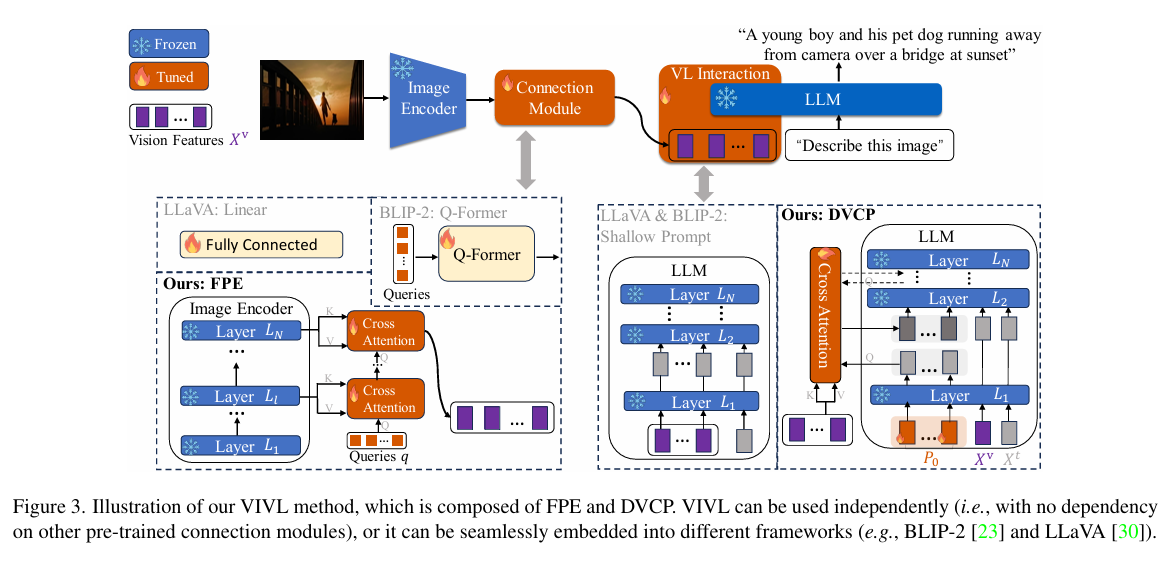 Frozen
Tuned
Vision Features Xᵛ
Image
Encoder
Connection
Module
VL Interaction
LLM
"A young boy and his pet dog running away
from camera over a bridge at sunset"
"Describe this image"
LLaVA: Linear
Fully Connected
BLIP-2: Q-Former
Q-Former
Queries
Ours: FPE
Image Encoder
Layer L_N
...
Layer L_l
...
Layer L_1
K
V
Cross
Attention
Q
...
K
V
Cross
Attention
Q
...
Queries q
...
LLaVA & BLIP-2:
Shallow Prompt
LLM
Layer L_N
Layer L_2
...
Layer L_1
...
Ours: DVCP
LLM
Layer L_N
Q
Layer L_2
...
Cross Attention
Q
...
K V
Layer L_1
...
P₀ Xᵛ Xᵗ
Figure 3. Illustration of our VIVL method, which is composed of FPE and DVCP. VIVL can be used independently (i.e., with no dependency
on other pre-trained connection modules), or it can be seamlessly embedded into different frameworks (e.g., BLIP-2 [23] and LLaVA [30]).